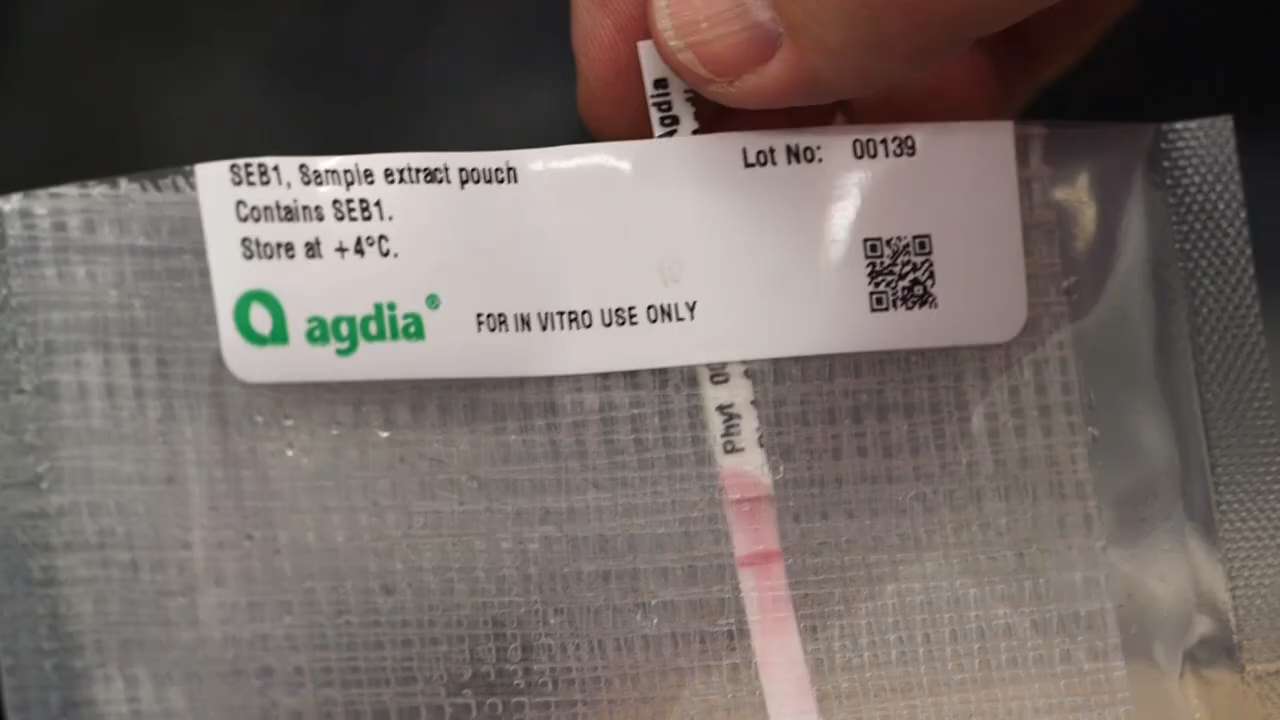 Agdia
SEB1, Sample extract pouch
Lot No: 00139
Contains SEB1.
Store at +4°C.
agdia®
FOR IN VITRO USE ONLY
Phyt